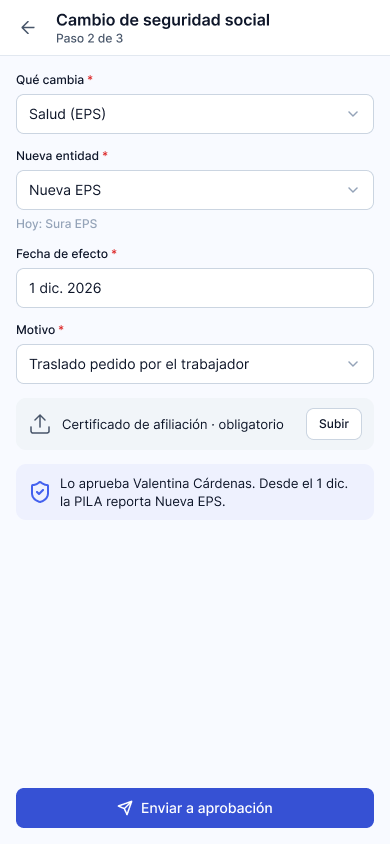 Cambio de seguridad social
Paso 2 de 3
Qué cambia *
Salud (EPS)
Nueva entidad *
Nueva EPS
Hoy: Sura EPS
Fecha de efecto *
1 dic. 2026
Motivo *
Traslado pedido por el trabajador
Certificado de afiliación · obligatorio
Subir
Lo aprueba Valentina Cárdenas. Desde el 1 dic.
la PILA reporta Nueva EPS.
Enviar a aprobación